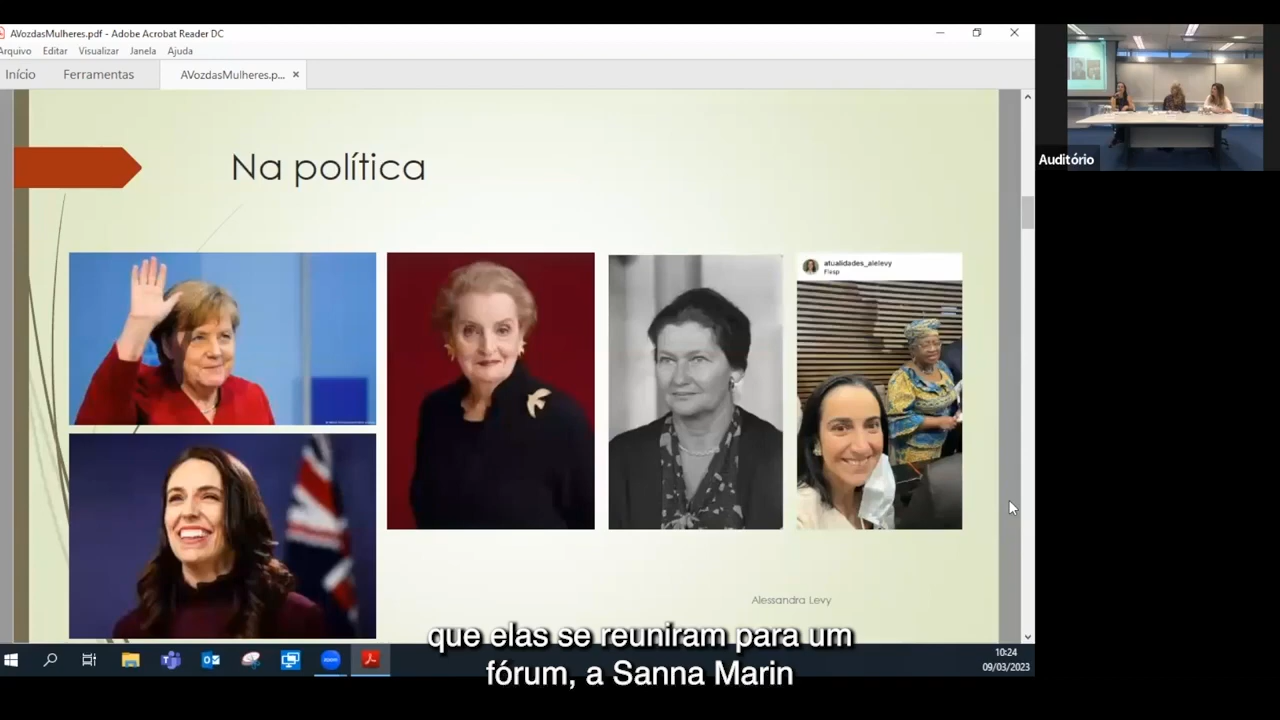 AVozdasMulheres.pdf - Adobe Acrobat Reader DC
Arquivo Editar Visualizar Janela Ajuda
Início Ferramentas AVozdasMulheres.p... ×
Na política
atualidades_alelevy
Fiesp
Alessandra Levy
Auditório
que elas se reuniram para um
fórum, a Sanna Marin
zoom
10:24
09/03/2023